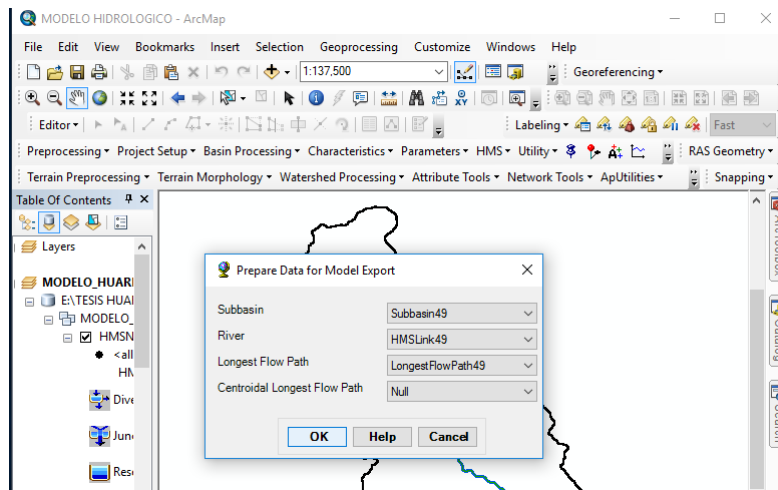 MODELO HIDROLOGICO - ArcMap
File Edit View Bookmarks Insert Selection Geoprocessing Customize Windows Help
1:137,500 Georeferencing
Editor Labeling Fast
Preprocessing Project Setup Basin Processing Characteristics Parameters HMS Utility RAS Geometry
Terrain Preprocessing Terrain Morphology Watershed Processing Attribute Tools Network Tools ApUtilities Snapping
Table Of Contents
Layers
MODELO_HUARI
E:\TESIS HUAI
MODELO_
HMSN
<all
HM
Dive
Jun
Res
Prepare Data for Model Export
Subbasin Subbasin49
River HMSLink49
Longest Flow Path LongestFlowPath49
Centroidal Longest Flow Path Null
OK Help Cancel